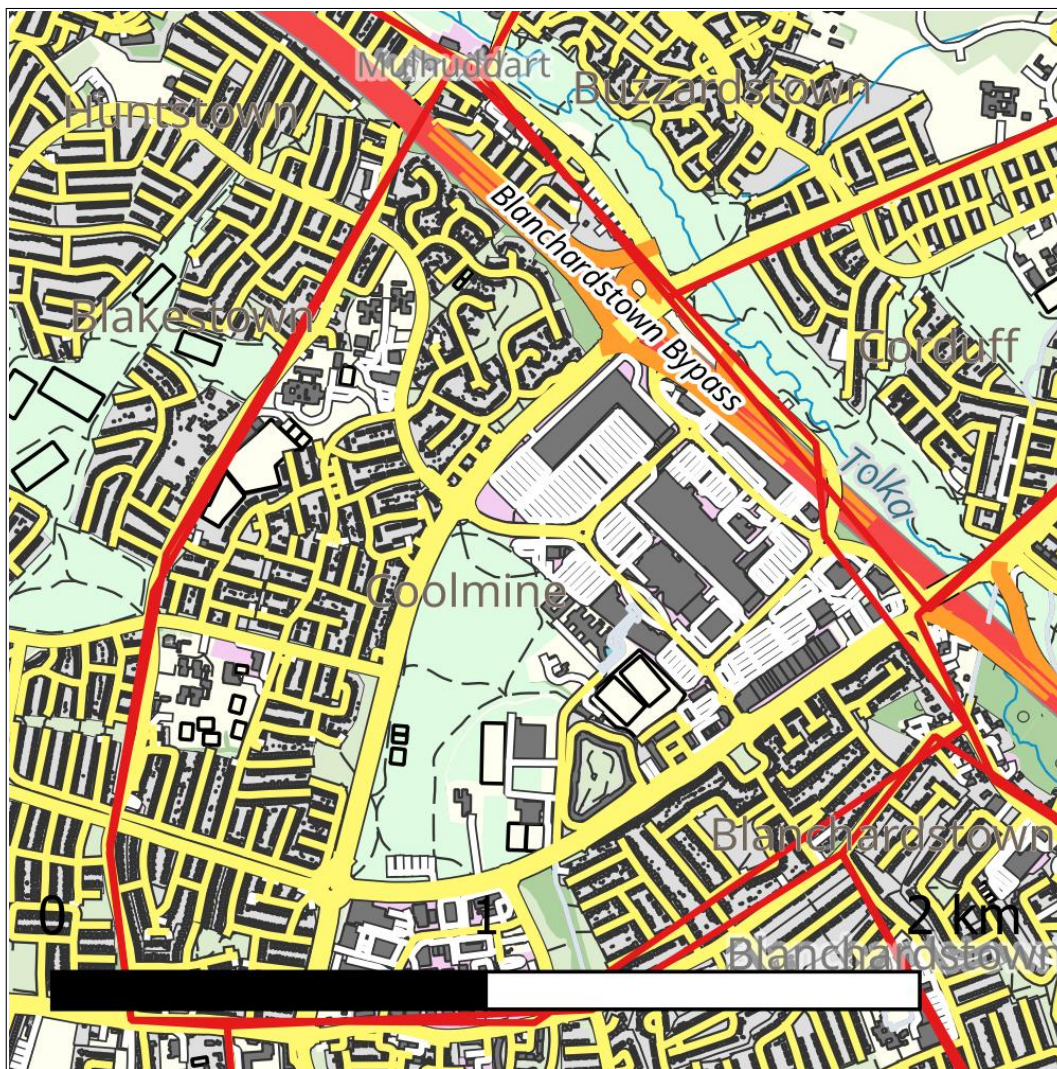 Mulhuddart
Buzzardstown
Huntstown
Blanchardstown Bypass
Blakestown
Corduff
Tolka
Coolmine
Blanchardstown
0
1
2 km
Blanchardstown